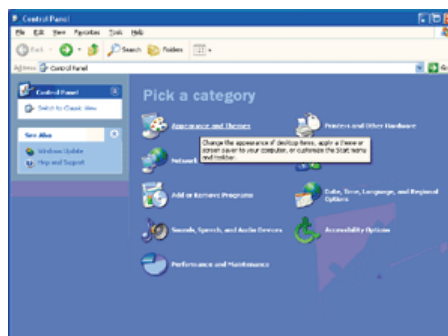 Control Panel
File Edit View Favorites Tools Help
Back Search Folders
Address Control Panel Go
Control Panel
Switch to Classic View
See Also
Windows Update
Help and Support
Pick a category
Appearance and Themes
Printers and Other Hardware
Change the appearance of desktop items, apply a theme or
screen saver to your computer, or customize the Start menu
and taskbar.
Network
Add or Remove Programs
Date, Time, Language, and Regional
Options
Sounds, Speech, and Audio Devices
Accessibility Options
Performance and Maintenance